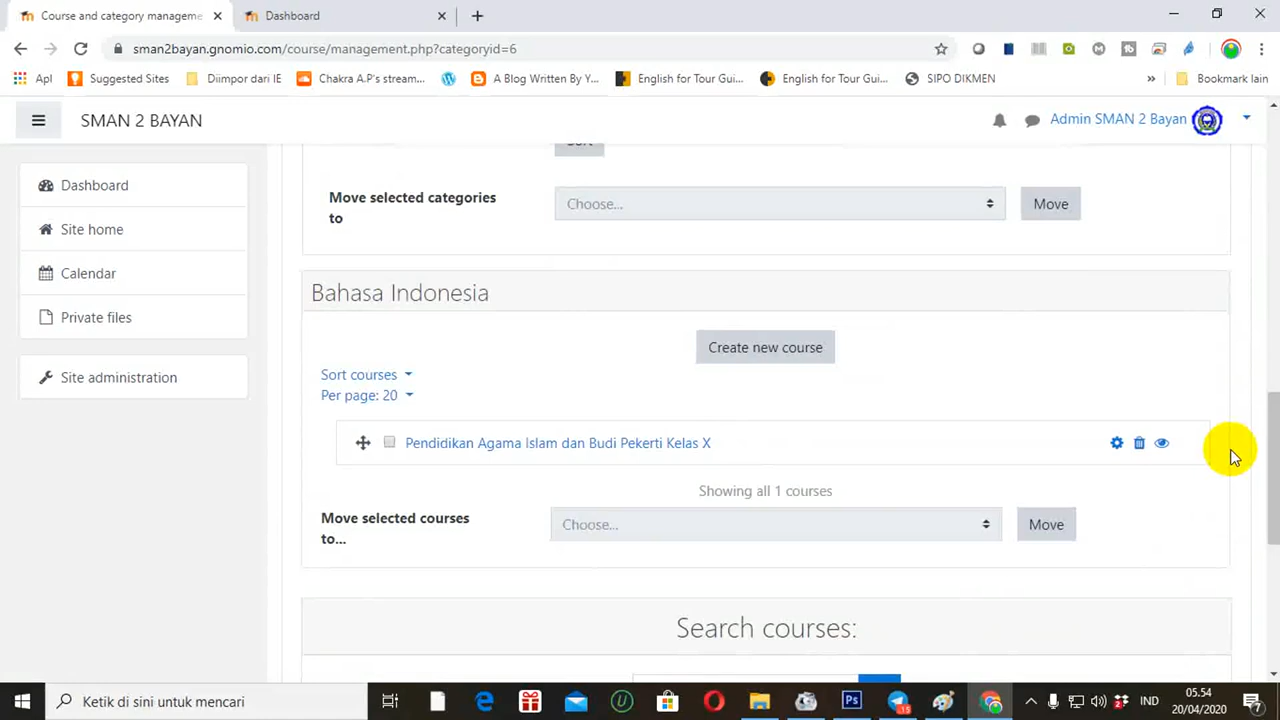 Course and category manageme
Dashboard
sman2bayan.gnomio.com/course/management.php?categoryid=6
Apl
Suggested Sites
Diimpor dari IE
Chakra A.P's stream...
A Blog Written By Y...
English for Tour Gui...
English for Tour Gui...
SIPO DIKMEN
»
Bookmark lain
SMAN 2 BAYAN
Admin SMAN 2 Bayan
Dashboard
Site home
Calendar
Private files
Site administration
Sort
Move selected categories
to
Choose...
Move
Bahasa Indonesia
Create new course
Sort courses
Per page: 20
Pendidikan Agama Islam dan Budi Pekerti Kelas X
Showing all 1 courses
Move selected courses
to...
Choose...
Move
Search courses:
Ketik di sini untuk mencari
15
IND
05.54
20/04/2020
7